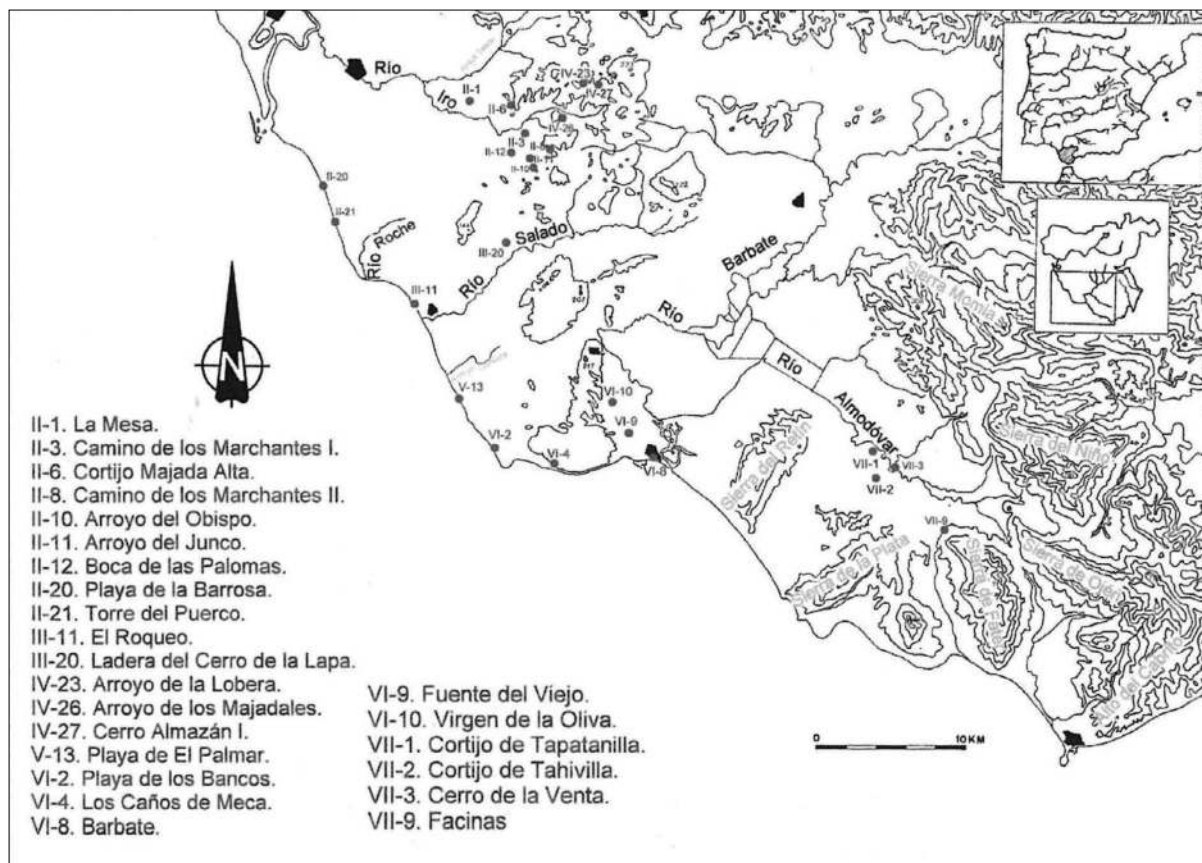 Río
Iro
II-1
II-6
IV-23
IV-27
IV-26
II-3
II-12
II-8
II-11
II-10
II-20
II-21
Río Roche
III-20
Río Salado
III-11
Río Barbate
Río Almodóvar
Sierra Momia
Sierra del Niño
Sierra del Retín
Sierra de la Plata
Sierra de Fates
Sierra de Ojén
Alto del Cabrito
V-13
VI-2
VI-4
VI-10
VI-9
VI-8
VII-1
VII-3
VII-2
VII-9
N
0 10 KM
II-1. La Mesa.
II-3. Camino de los Marchantes I.
II-6. Cortijo Majada Alta.
II-8. Camino de los Marchantes II.
II-10. Arroyo del Obispo.
II-11. Arroyo del Junco.
II-12. Boca de las Palomas.
II-20. Playa de la Barrosa.
II-21. Torre del Puerco.
III-11. El Roqueo.
III-20. Ladera del Cerro de la Lapa.
IV-23. Arroyo de la Lobera.
IV-26. Arroyo de los Majadales.
IV-27. Cerro Almazán I.
V-13. Playa de El Palmar.
VI-2. Playa de los Bancos.
VI-4. Los Caños de Meca.
VI-8. Barbate.
VI-9. Fuente del Viejo.
VI-10. Virgen de la Oliva.
VII-1. Cortijo de Tapatanilla.
VII-2. Cortijo de Tahivilla.
VII-3. Cerro de la Venta.
VII-9. Facinas